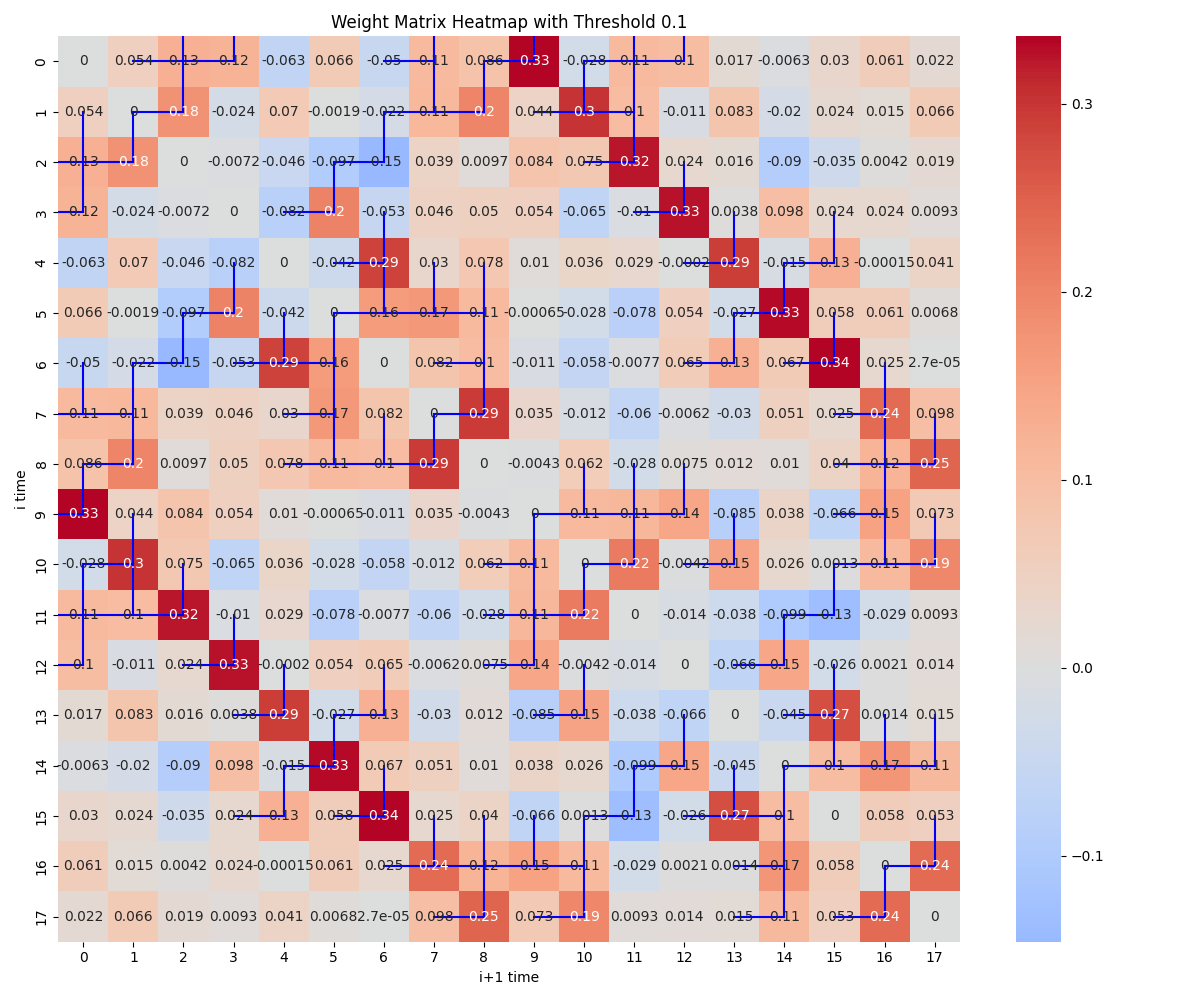 Weight Matrix Heatmap with Threshold 0.1
0 0 0.054 0.13 0.12 -0.063 0.066 -0.05 0.11 0.086 0.33 -0.028 0.11 0.1 0.017 -0.0063 0.03 0.061 0.022
1 0.054 0 0.18 -0.024 0.07 -0.0019 -0.022 0.11 0.2 0.044 0.3 0.1 -0.011 0.083 -0.02 0.024 0.015 0.066
2 0.13 0.18 0 -0.0072 -0.046 -0.097 -0.15 0.039 0.0097 0.084 0.075 0.32 0.024 0.016 -0.09 -0.035 0.0042 0.019
3 0.12 -0.024 -0.0072 0 -0.082 0.2 -0.053 0.046 0.05 0.054 -0.065 -0.01 0.33 0.0038 0.098 0.024 0.024 0.0093
4 -0.063 0.07 -0.046 -0.082 0 -0.042 0.29 0.03 0.078 0.01 0.036 0.029 -0.0002 0.29 -0.015 0.13 -0.00015 0.041
5 0.066 -0.0019 -0.097 0.2 -0.042 0 0.16 0.17 0.11 -0.00065 -0.028 -0.078 0.054 -0.027 0.33 0.058 0.061 0.0068
6 -0.05 -0.022 -0.15 -0.053 0.29 0.16 0 0.082 0.1 -0.011 -0.058 -0.0077 0.065 0.13 0.067 0.34 0.025 2.7e-05
7 0.11 0.11 0.039 0.046 0.03 0.17 0.082 0 0.29 0.035 -0.012 -0.06 -0.0062 -0.03 0.051 0.025 0.24 0.098
8 0.086 0.2 0.0097 0.05 0.078 0.11 0.1 0.29 0 -0.0043 0.062 -0.028 0.0075 0.012 0.01 0.04 0.12 0.25
9 0.33 0.044 0.084 0.054 0.01 -0.00065 -0.011 0.035 -0.0043 0 0.11 0.11 0.14 -0.085 0.038 -0.066 0.15 0.073
10 -0.028 0.3 0.075 -0.065 0.036 -0.028 -0.058 -0.012 0.062 0.11 0 0.22 -0.0042 0.15 0.026 0.0013 0.11 0.19
11 0.11 0.1 0.32 -0.01 0.029 -0.078 -0.0077 -0.06 -0.028 0.11 0.22 0 -0.014 -0.038 -0.099 -0.13 -0.029 0.0093
12 0.1 -0.011 0.024 0.33 -0.0002 0.054 0.065 -0.0062 0.0075 0.14 -0.0042 -0.014 0 -0.066 0.15 -0.026 0.0021 0.014
13 0.017 0.083 0.016 0.0038 0.29 -0.027 0.13 -0.03 0.012 -0.085 0.15 -0.038 -0.066 0 -0.045 0.27 0.0014 0.015
14 -0.0063 -0.02 -0.09 0.098 -0.015 0.33 0.067 0.051 0.01 0.038 0.026 -0.099 0.15 -0.045 0 0.1 0.17 0.11
15 0.03 0.024 -0.035 0.024 0.13 0.058 0.34 0.025 0.04 -0.066 0.0013 -0.13 -0.026 0.27 0.1 0 0.058 0.053
16 0.061 0.015 0.0042 0.024 -0.00015 0.061 0.025 0.24 0.12 0.15 0.11 -0.029 0.0021 0.0014 0.17 0.058 0 0.24
17 0.022 0.066 0.019 0.0093 0.041 0.0068 2.7e-05 0.098 0.25 0.073 0.19 0.0093 0.014 0.015 0.11 0.053 0.24 0
0 1 2 3 4 5 6 7 8 9 10 11 12 13 14 15 16 17
i+1 time
i time
0.3
0.2
0.1
0.0
−0.1